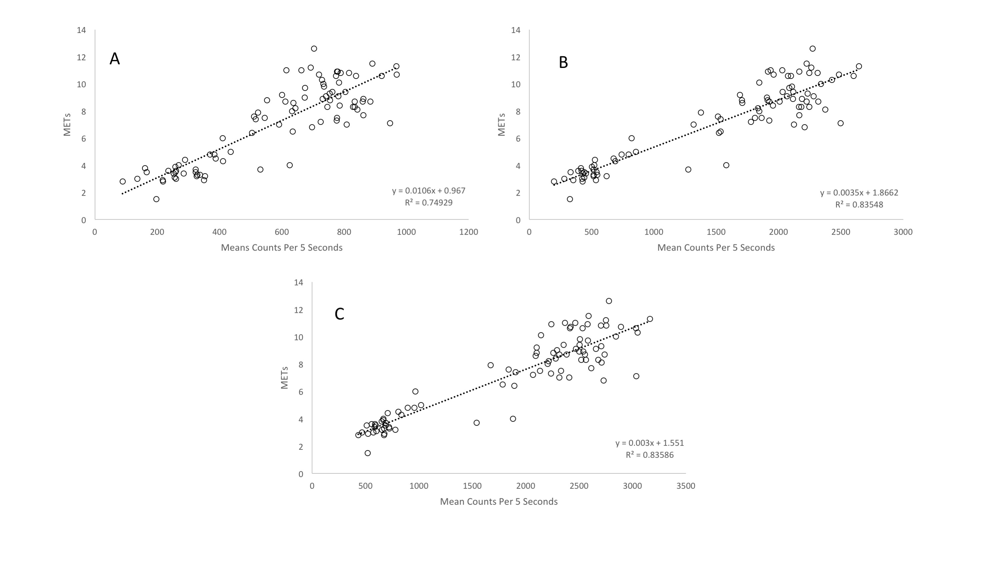 A
14
12
10
8
6
4
2
0
METs
y = 0.0106x + 0.967
R² = 0.74929
0 200 400 600 800 1000 1200
Means Counts Per 5 Seconds
B
14
12
10
8
6
4
2
0
METs
y = 0.0035x + 1.8662
R² = 0.83548
0 500 1000 1500 2000 2500 3000
Mean Counts Per 5 Seconds
C
14
12
10
8
6
4
2
0
METs
y = 0.003x + 1.551
R² = 0.83586
0 500 1000 1500 2000 2500 3000 3500
Mean Counts Per 5 Seconds